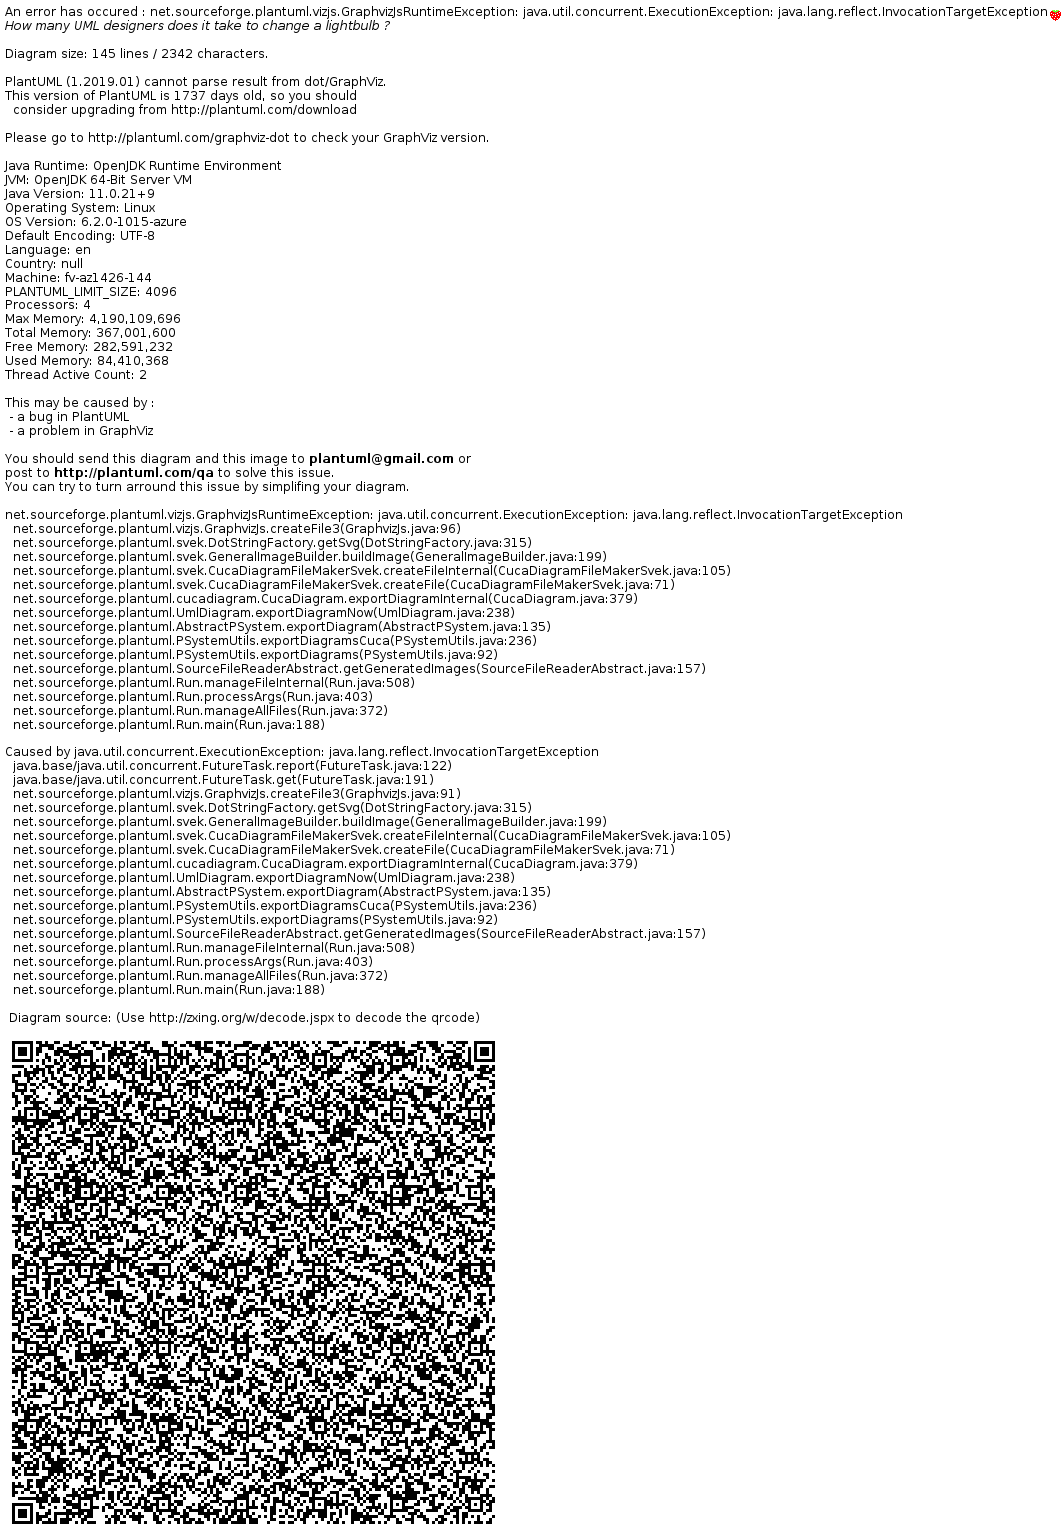 An error has occured : net.sourceforge.plantuml.vizjs.GraphvizJsRuntimeException: java.util.concurrent.ExecutionException: java.lang.reflect.InvocationTargetException
How many UML designers does it take to change a lightbulb ?
Diagram size: 145 lines / 2342 characters.
PlantUML (1.2019.01) cannot parse result from dot/GraphViz.
This version of PlantUML is 1737 days old, so you should
consider upgrading from http://plantuml.com/download
Please go to http://plantuml.com/graphviz-dot to check your GraphViz version.
Java Runtime: OpenJDK Runtime Environment
JVM: OpenJDK 64-Bit Server VM
Java Version: 11.0.21+9
Operating System: Linux
OS Version: 6.2.0-1015-azure
Default Encoding: UTF-8
Language: en
Country: null
Machine: fv-az1426-144
PLANTUML_LIMIT_SIZE: 4096
Processors: 4
Max Memory: 4,190,109,696
Total Memory: 367,001,600
Free Memory: 282,591,232
Used Memory: 84,410,368
Thread Active Count: 2
This may be caused by :
- a bug in PlantUML
- a problem in GraphViz
You should send this diagram and this image to plantuml@gmail.com or
post to http://plantuml.com/qa to solve this issue.
You can try to turn arround this issue by simplifing your diagram.
net.sourceforge.plantuml.vizjs.GraphvizJsRuntimeException: java.util.concurrent.ExecutionException: java.lang.reflect.InvocationTargetException
net.sourceforge.plantuml.vizjs.GraphvizJs.createFile3(GraphvizJs.java:96)
net.sourceforge.plantuml.svek.DotStringFactory.getSvg(DotStringFactory.java:315)
net.sourceforge.plantuml.svek.GeneralImageBuilder.buildImage(GeneralImageBuilder.java:199)
net.sourceforge.plantuml.svek.CucaDiagramFileMakerSvek.createFileInternal(CucaDiagramFileMakerSvek.java:105)
net.sourceforge.plantuml.svek.CucaDiagramFileMakerSvek.createFile(CucaDiagramFileMakerSvek.java:71)
net.sourceforge.plantuml.cucadiagram.CucaDiagram.exportDiagramInternal(CucaDiagram.java:379)
net.sourceforge.plantuml.UmlDiagram.exportDiagramNow(UmlDiagram.java:238)
net.sourceforge.plantuml.AbstractPSystem.exportDiagram(AbstractPSystem.java:135)
net.sourceforge.plantuml.PSystemUtils.exportDiagramsCuca(PSystemUtils.java:236)
net.sourceforge.plantuml.PSystemUtils.exportDiagrams(PSystemUtils.java:92)
net.sourceforge.plantuml.SourceFileReaderAbstract.getGeneratedImages(SourceFileReaderAbstract.java:157)
net.sourceforge.plantuml.Run.manageFileInternal(Run.java:508)
net.sourceforge.plantuml.Run.processArgs(Run.java:403)
net.sourceforge.plantuml.Run.manageAllFiles(Run.java:372)
net.sourceforge.plantuml.Run.main(Run.java:188)
Caused by java.util.concurrent.ExecutionException: java.lang.reflect.InvocationTargetException
java.base/java.util.concurrent.FutureTask.report(FutureTask.java:122)
java.base/java.util.concurrent.FutureTask.get(FutureTask.java:191)
net.sourceforge.plantuml.vizjs.GraphvizJs.createFile3(GraphvizJs.java:91)
net.sourceforge.plantuml.svek.DotStringFactory.getSvg(DotStringFactory.java:315)
net.sourceforge.plantuml.svek.GeneralImageBuilder.buildImage(GeneralImageBuilder.java:199)
net.sourceforge.plantuml.svek.CucaDiagramFileMakerSvek.createFileInternal(CucaDiagramFileMakerSvek.java:105)
net.sourceforge.plantuml.svek.CucaDiagramFileMakerSvek.createFile(CucaDiagramFileMakerSvek.java:71)
net.sourceforge.plantuml.cucadiagram.CucaDiagram.exportDiagramInternal(CucaDiagram.java:379)
net.sourceforge.plantuml.UmlDiagram.exportDiagramNow(UmlDiagram.java:238)
net.sourceforge.plantuml.AbstractPSystem.exportDiagram(AbstractPSystem.java:135)
net.sourceforge.plantuml.PSystemUtils.exportDiagramsCuca(PSystemUtils.java:236)
net.sourceforge.plantuml.PSystemUtils.exportDiagrams(PSystemUtils.java:92)
net.sourceforge.plantuml.SourceFileReaderAbstract.getGeneratedImages(SourceFileReaderAbstract.java:157)
net.sourceforge.plantuml.Run.manageFileInternal(Run.java:508)
net.sourceforge.plantuml.Run.processArgs(Run.java:403)
net.sourceforge.plantuml.Run.manageAllFiles(Run.java:372)
net.sourceforge.plantuml.Run.main(Run.java:188)
Diagram source: (Use http://zxing.org/w/decode.jspx to decode the qrcode)